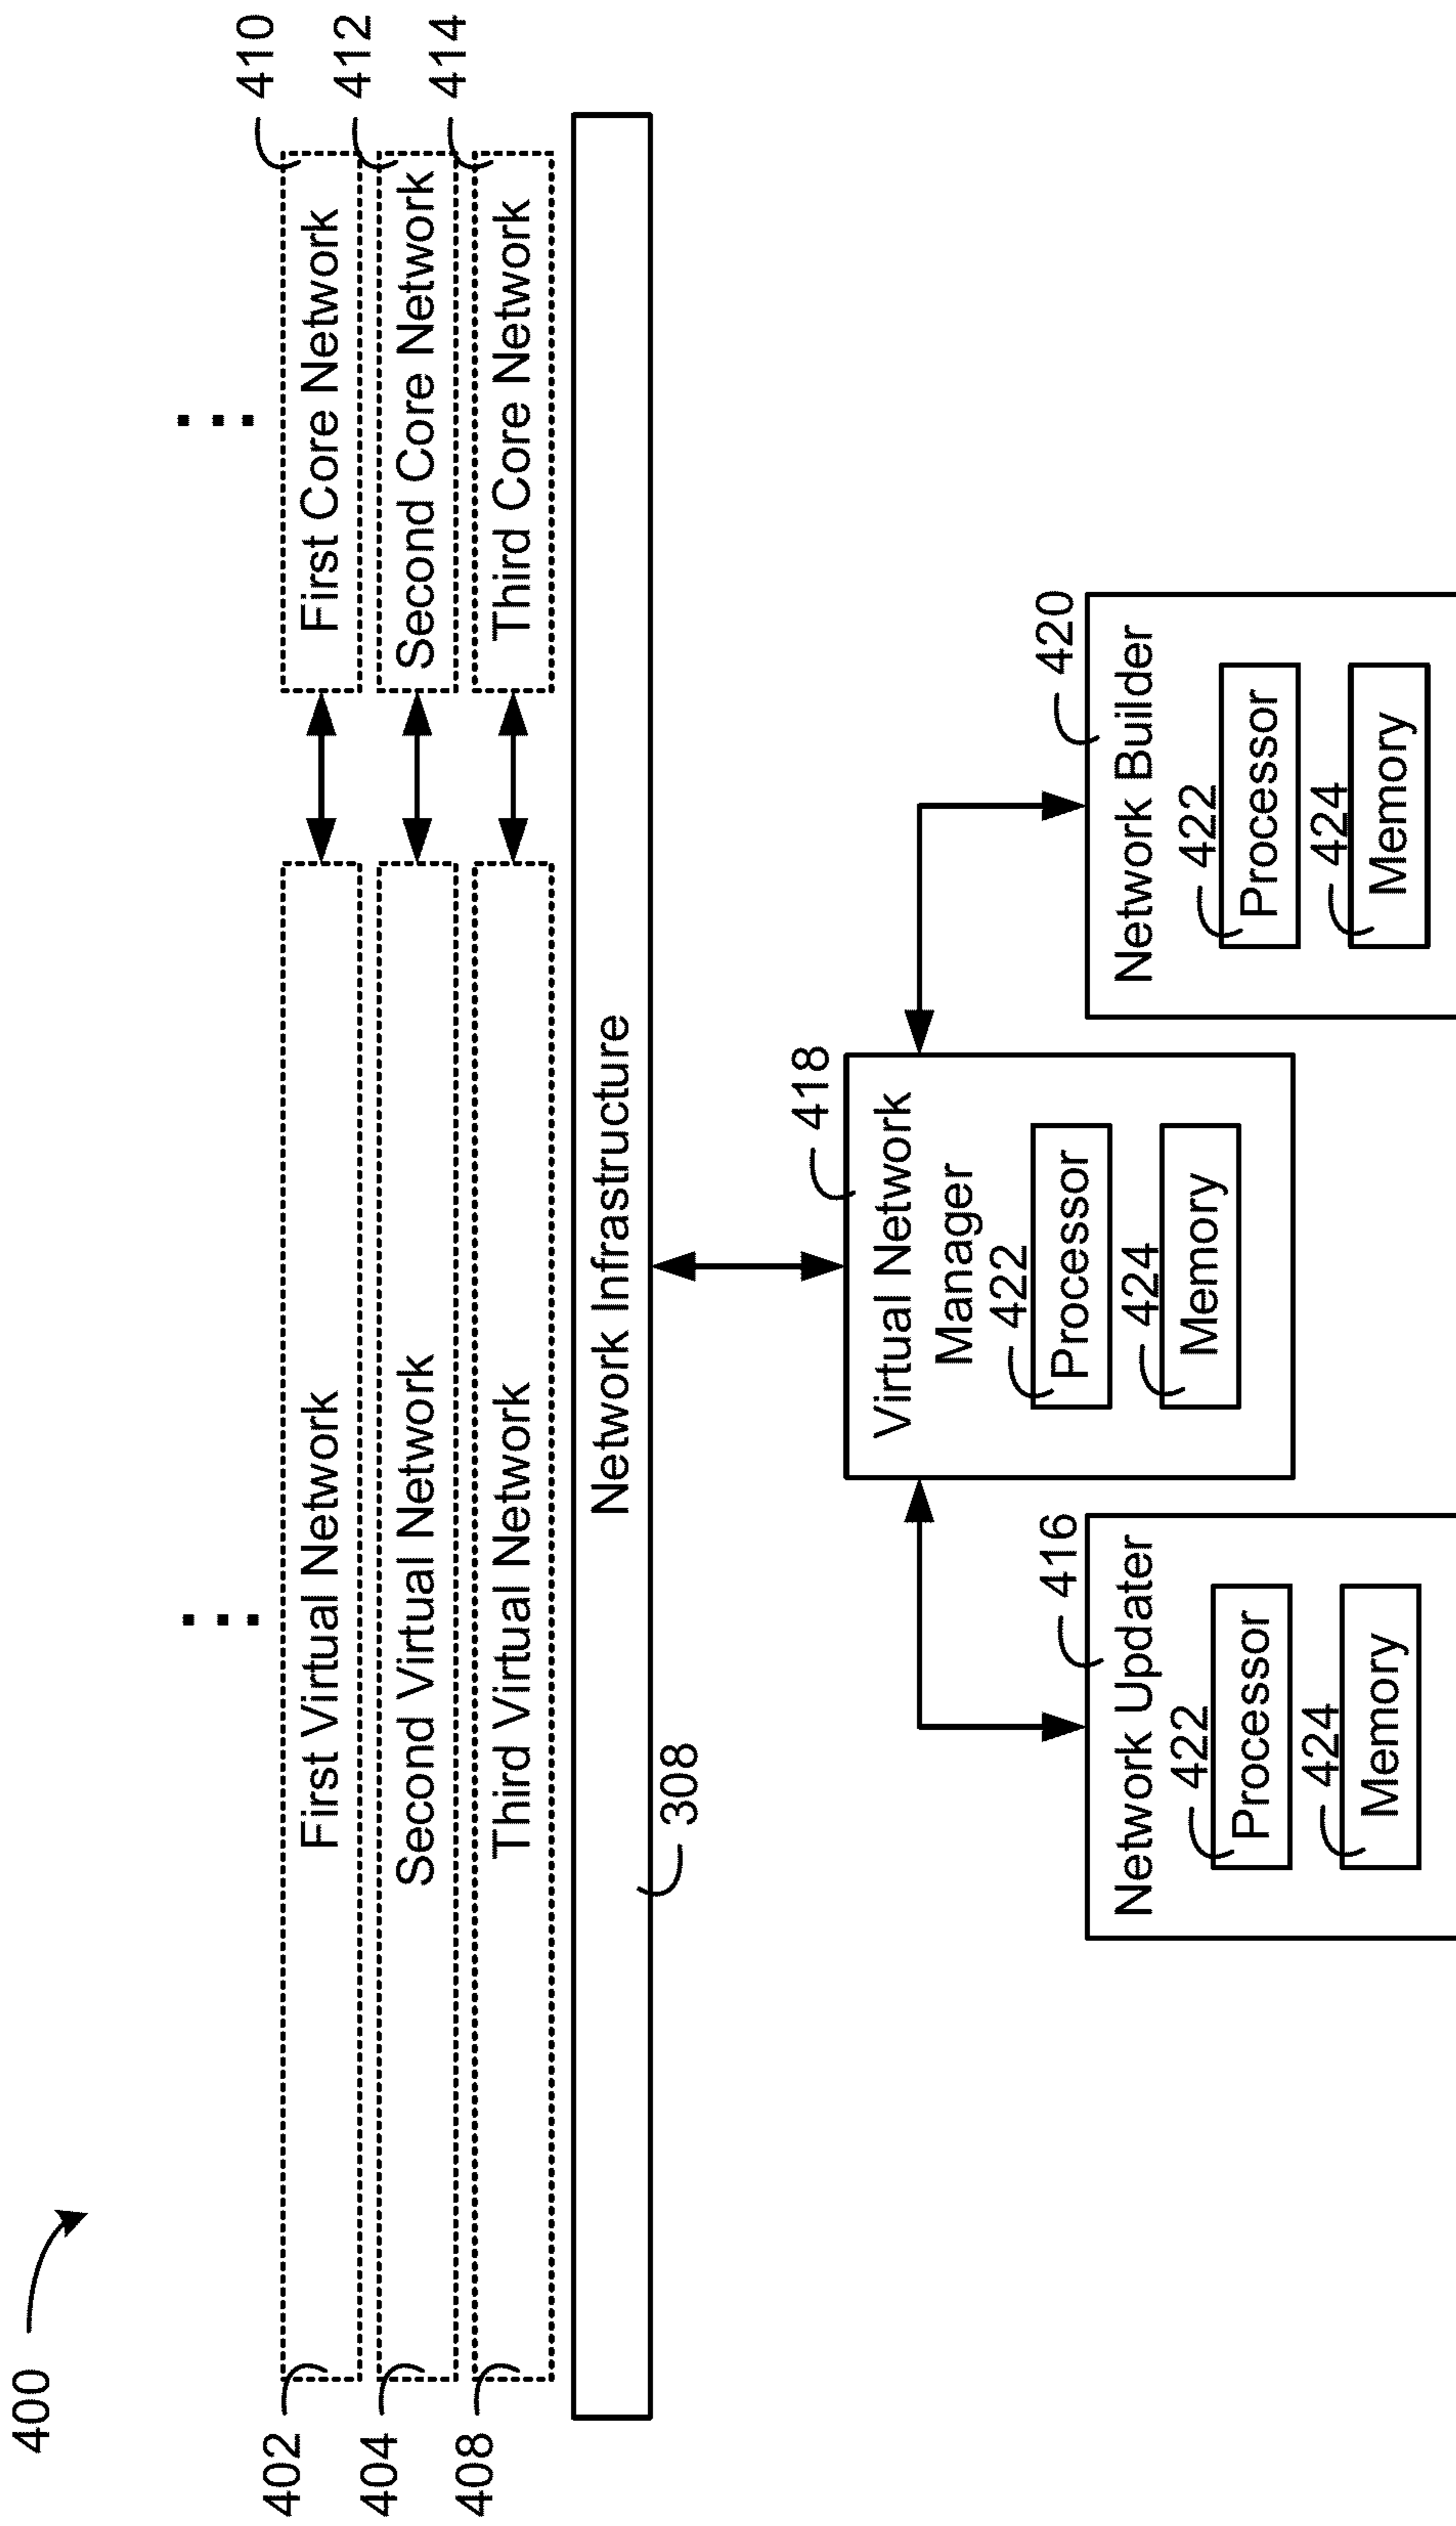 400
402
First Virtual Network
First Core Network
410
404
Second Virtual Network
Second Core Network
412
408
Third Virtual Network
Third Core Network
414
Network Infrastructure
308
418
Virtual Network
Manager
422
Processor
424
Memory
416
Network Updater
422
Processor
424
Memory
420
Network Builder
422
Processor
424
Memory